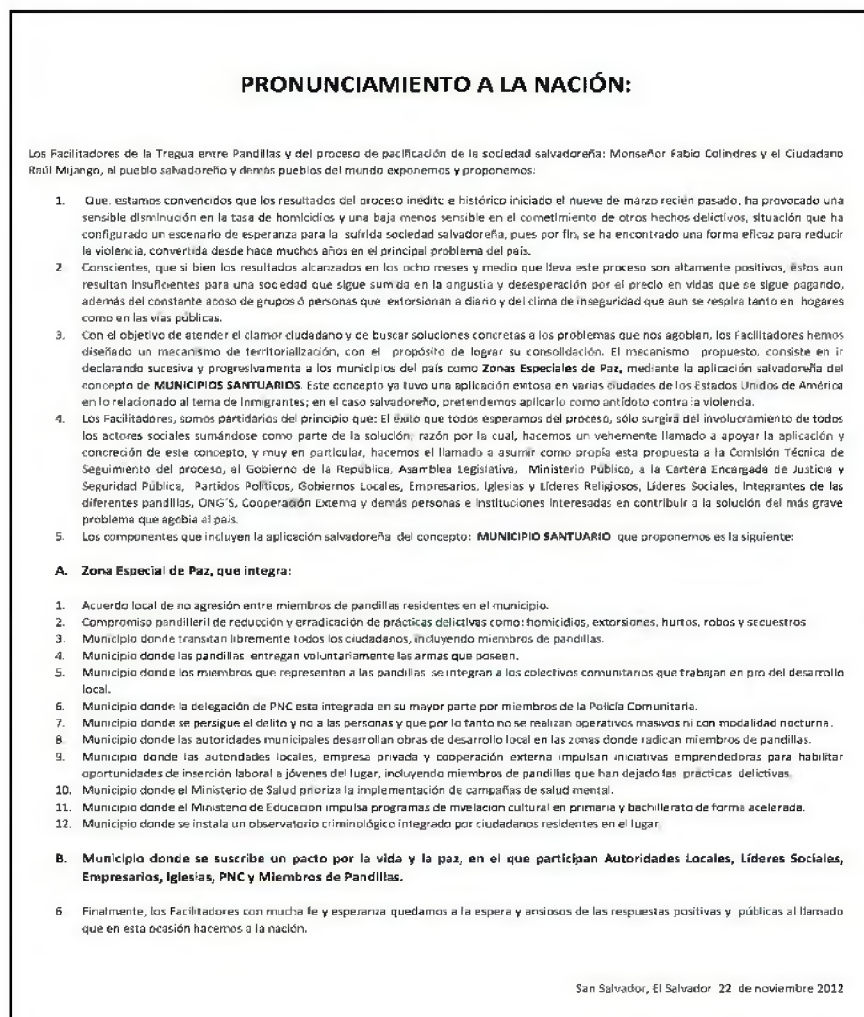 PRONUNCIAMIENTO A LA NACIÓN:
Los Facilitadores de la Tregua entre Pandillas y del proceso de pacificación de la sociedad salvadoreña: Monseñor Fabio Colindres y el Ciudadano
Raúl Mijango, al pueblo salvadoreño y demás pueblos del mundo exponemos y proponemos:
1. Que, estamos convencidos que los resultados del proceso inédito e histórico iniciado el nueve de marzo recién pasado, ha provocado una
sensible disminución en la tasa de homicidios y una baja menos sensible en el cometimiento de otros hechos delictivos, situación que ha
configurado un escenario de esperanza para la sufrida sociedad salvadoreña, pues por fin, se ha encontrado una forma eficaz para reducir
la violencia, convertida desde hace muchos años en el principal problema del país.
2 Conscientes, que si bien los resultados alcanzados en los ocho meses y medio que lleva este proceso son altamente positivos, éstos aun
resultan insuficientes para una sociedad que sigue sumida en la angustia y desesperación por el precio en vidas que se sigue pagando,
además del constante acoso de grupos ó personas que extorsionan a diario y del clima de inseguridad que aun se respira tanto en hogares
como en las vías públicas.
3. Con el objetivo de atender el clamor ciudadano y de buscar soluciones concretas a los problemas que nos agobian, los Facilitadores hemos
diseñado un mecanismo de territorialización, con el propósito de lograr su consolidación. El mecanismo propuesto, consiste en ir
declarando sucesiva y progresivamente a los municipios del país como Zonas Especiales de Paz, mediante la aplicación salvadoreña del
concepto de MUNICIPIOS SANTUARIOS. Este concepto ya tuvo una aplicación exitosa en varias ciudades de los Estados Unidos de América
en lo relacionado al tema de Inmigrantes; en el caso salvadoreño, pretendemos aplicarlo como antídoto contra la violencia.
4. Los Facilitadores, somos partidarios del principio que: El éxito que todos esperamos del proceso, sólo surgirá del involucramiento de todos
los actores sociales sumándose como parte de la solución; razón por la cual, hacemos un vehemente llamado a apoyar la aplicación y
concreción de este concepto, y muy en particular, hacemos el llamado a asumir como propia esta propuesta a la Comisión Técnica de
Seguimiento del proceso, al Gobierno de la República, Asamblea Legislativa, Ministerio Público, a la Cartera Encargada de Justicia y
Seguridad Pública, Partidos Políticos, Gobiernos Locales, Empresarios, Iglesias y Líderes Religiosos, Líderes Sociales, Integrantes de las
diferentes pandillas, ONG´S, Cooperación Externa y demás personas e instituciones interesadas en contribuir a la solución del más grave
problema que agobia al país.
5. Los componentes que incluyen la aplicación salvadoreña del concepto: MUNICIPIO SANTUARIO que proponemos es la siguiente:
A. Zona Especial de Paz, que integra:
1. Acuerdo local de no agresión entre miembros de pandillas residentes en el municipio.
2. Compromiso pandilleril de reducción y erradicación de prácticas delictivas como: homicidios, extorsiones, hurtos, robos y secuestros
3. Municipio donde transitan libremente todos los ciudadanos, incluyendo miembros de pandillas.
4. Municipio donde las pandillas entregan voluntariamente las armas que poseen.
5. Municipio donde los miembros que representan a las pandillas se integran a los colectivos comunitarios que trabajan en pro del desarrollo
local.
6. Municipio donde la delegación de PNC esta integrada en su mayor parte por miembros de la Policía Comunitaria.
7. Municipio donde se persigue el delito y no a las personas y que por lo tanto no se realizan operativos masivos ni con modalidad nocturna.
8. Municipio donde las autoridades municipales desarrollan obras de desarrollo local en las zonas donde radican miembros de pandillas.
9. Municipio donde las autoridades locales, empresa privada y cooperación externa impulsan iniciativas emprendedoras para habilitar
oportunidades de inserción laboral a jóvenes del lugar, incluyendo miembros de pandillas que han dejado las prácticas delictivas.
10. Municipio donde el Ministerio de Salud prioriza la implementación de campañas de salud mental.
11. Municipio donde el Ministerio de Educación impulsa programas de nivelación cultural en primaria y bachillerato de forma acelerada.
12. Municipio donde se instala un observatorio criminológico integrado por ciudadanos residentes en el lugar.
B. Municipio donde se suscribe un pacto por la vida y la paz, en el que participan Autoridades Locales, Líderes Sociales,
Empresarios, Iglesias, PNC y Miembros de Pandillas.
6 Finalmente, los Facilitadores con mucha fe y esperanza quedamos a la espera y ansiosos de las respuestas positivas y públicas al llamado
que en esta ocasión hacemos a la nación.
San Salvador, El Salvador 22 de noviembre 2012